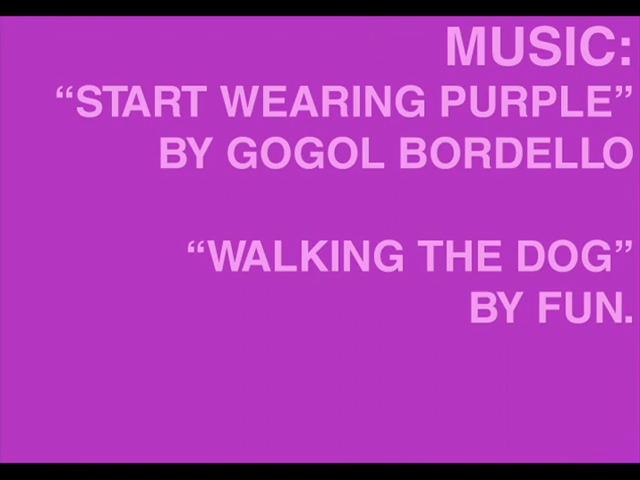 MUSIC:
“START WEARING PURPLE”
BY GOGOL BORDELLO
“WALKING THE DOG”
BY FUN.